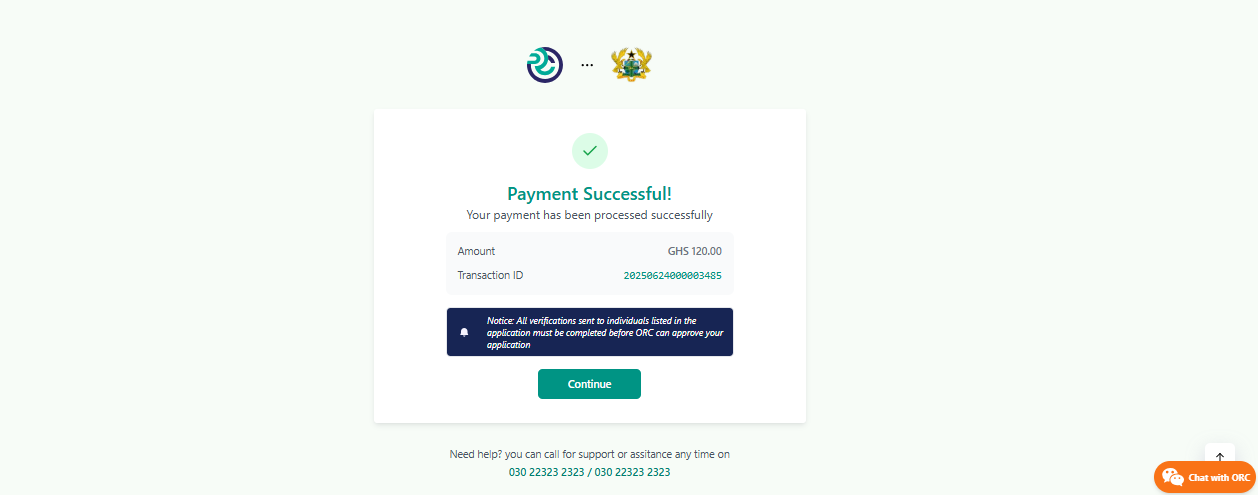 Payment Successful!
Your payment has been processed successfully
Amount GHS 120.00
Transaction ID 20250624000003485
Notice: All verifications sent to individuals listed in the
application must be completed before ORC can approve your
application
Continue
Need help? you can call for support or assitance any time on
030 22323 2323 / 030 22323 2323
Chat with ORC